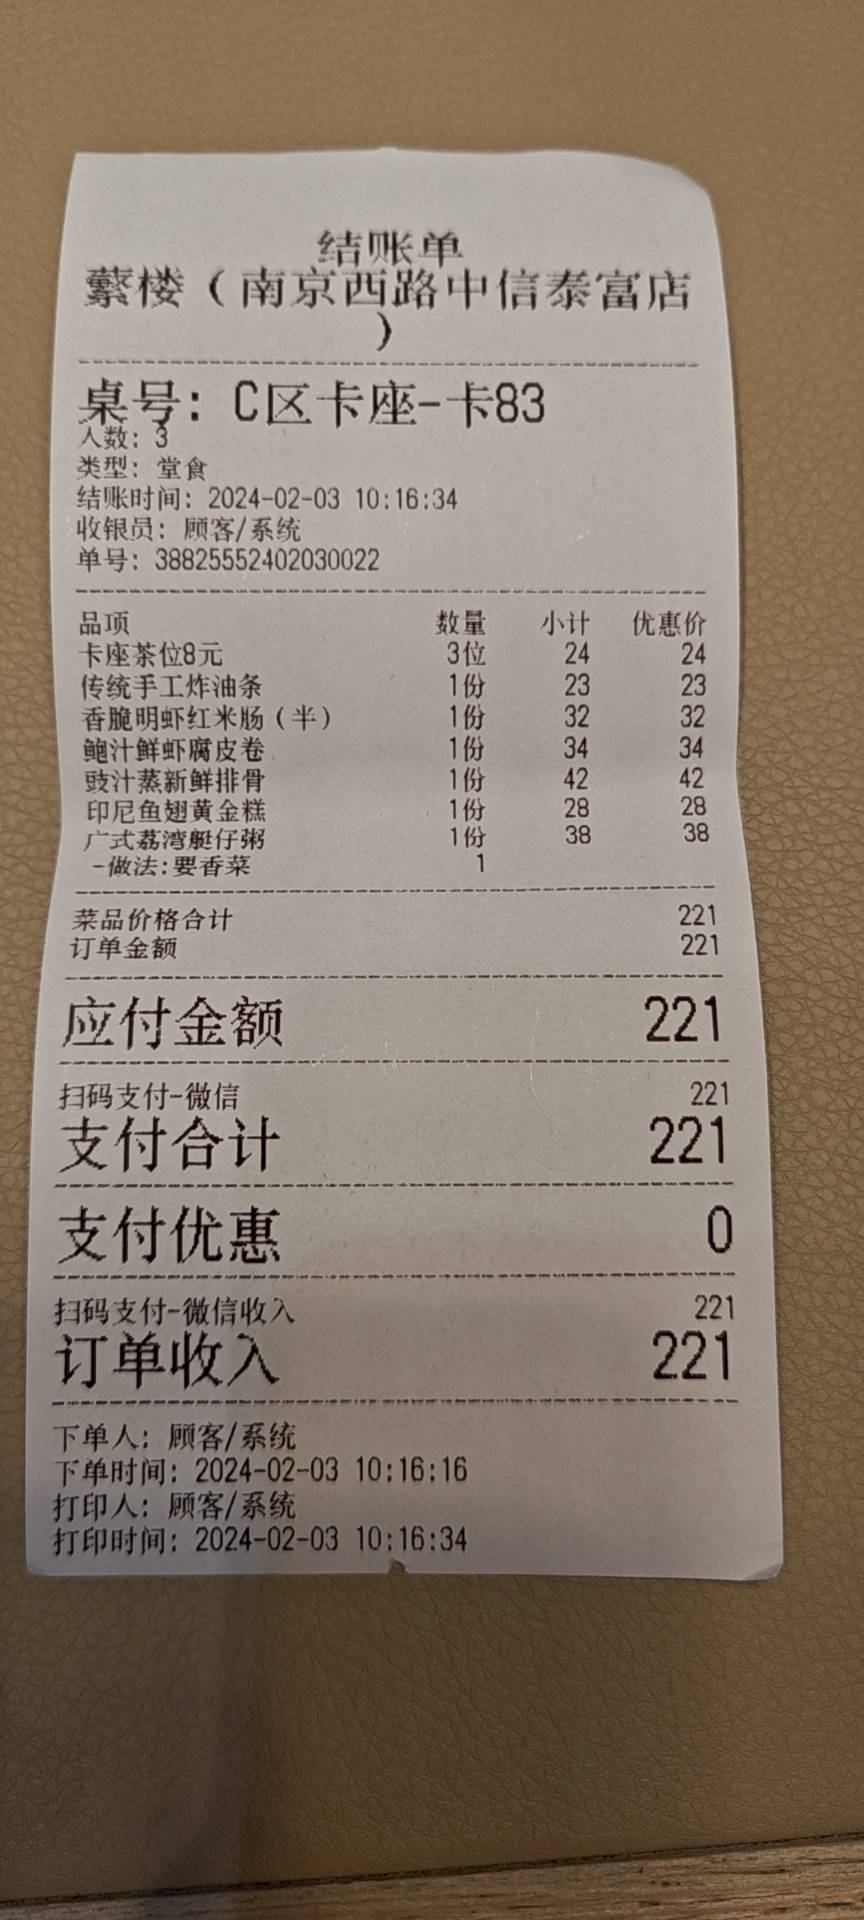 结账单
蘩楼（南京西路中信泰富店
）
桌号：C区卡座-卡83
人数：3
类型：堂食
结账时间：2024-02-03 10:16:34
收银员：顾客/系统
单号：38825552402030022
品项 数量 小计 优惠价
卡座茶位8元 3位 24 24
传统手工炸油条 1份 23 23
香脆明虾红米肠（半） 1份 32 32
鲍汁鲜虾腐皮卷 1份 34 34
豉汁蒸新鲜排骨 1份 42 42
印尼鱼翅黄金糕 1份 28 28
广式荔湾艇仔粥 1份 38 38
-做法:要香菜 1
菜品价格合计 221
订单金额 221
应付金额 221
扫码支付-微信 221
支付合计 221
支付优惠 0
扫码支付-微信收入 221
订单收入 221
下单人：顾客/系统
下单时间：2024-02-03 10:16:16
打印人：顾客/系统
打印时间：2024-02-03 10:16:34